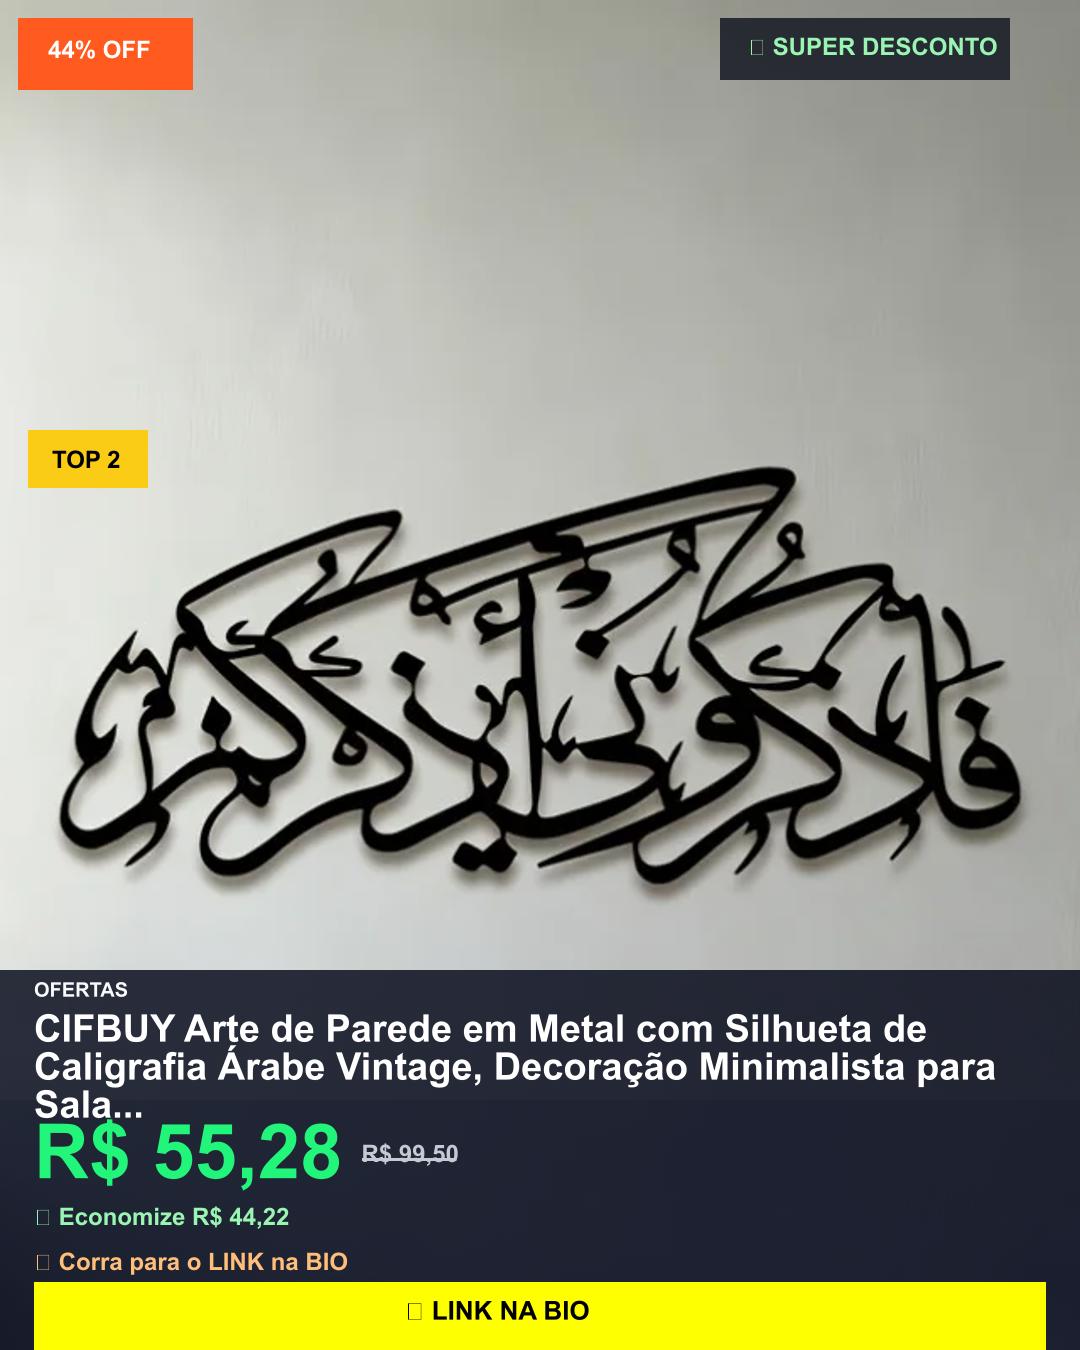 44% OFF
SUPER DESCONTO
TOP 2
فاذكروني أذكركم
OFERTAS
CIFBUY Arte de Parede em Metal com Silhueta de
Caligrafia Árabe Vintage, Decoração Minimalista para
Sala...
R$ 55,28 R$ 99,50
Economize R$ 44,22
Corra para o LINK na BIO
LINK NA BIO